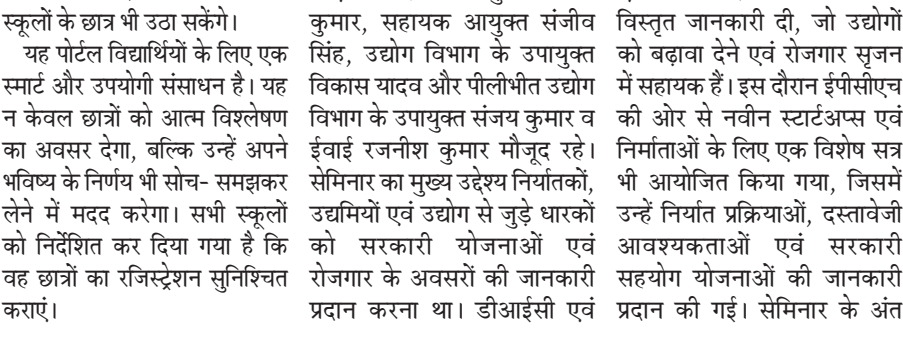 स्कूलों के छात्र भी उठा सकेंगे।
यह पोर्टल विद्यार्थियों के लिए एक
स्मार्ट और उपयोगी संसाधन है। यह
न केवल छात्रों को आत्म विश्लेषण
का अवसर देगा, बल्कि उन्हें अपने
भविष्य के निर्णय भी सोच- समझकर
लेने में मदद करेगा। सभी स्कूलों
को निर्देशित कर दिया गया है कि
वह छात्रों का रजिस्ट्रेशन सुनिश्चित
कराएं।
कुमार, सहायक आयुक्त संजीव
सिंह, उद्योग विभाग के उपायुक्त
विकास यादव और पीलीभीत उद्योग
विभाग के उपायुक्त संजय कुमार व
ईवाई रजनीश कुमार मौजूद रहे।
सेमिनार का मुख्य उद्देश्य निर्यातकों,
उद्यमियों एवं उद्योग से जुड़े धारकों
को सरकारी योजनाओं एवं
रोजगार के अवसरों की जानकारी
प्रदान करना था। डीआईसी एवं
विस्तृत जानकारी दी, जो उद्योगों
को बढ़ावा देने एवं रोजगार सृजन
में सहायक हैं। इस दौरान ईपीसीएच
की ओर से नवीन स्टार्टअप्स एवं
निर्माताओं के लिए एक विशेष सत्र
भी आयोजित किया गया, जिसमें
उन्हें निर्यात प्रक्रियाओं, दस्तावेजी
आवश्यकताओं एवं सरकारी
सहयोग योजनाओं की जानकारी
प्रदान की गई। सेमिनार के अंत